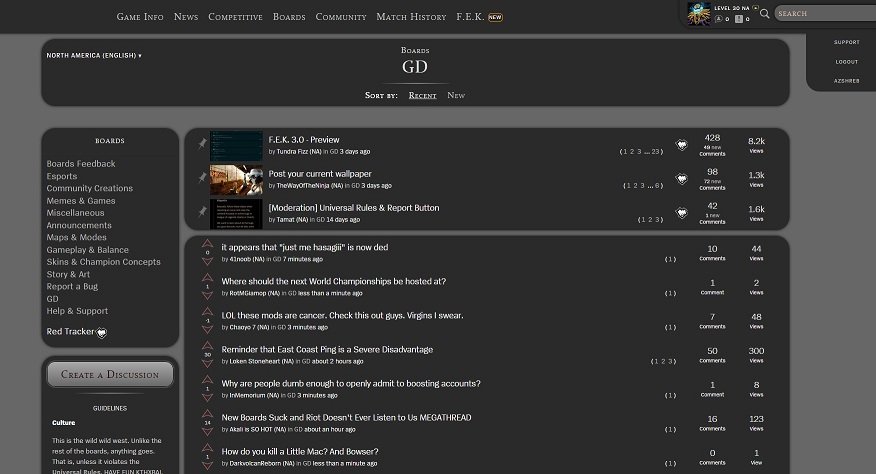 Game Info News Competitive Boards Community Match History F.E.K. NEW
LEVEL 30 NA
0 0
SEARCH
SUPPORT
LOGOUT
AZSHREB
NORTH AMERICA (ENGLISH) ▾
Boards
GD
Sort by: Recent New
BOARDS
Boards Feedback
Esports
Community Creations
Memes & Games
Miscellaneous
Announcements
Maps & Modes
Gameplay & Balance
Skins & Champion Concepts
Story & Art
Report a Bug
GD
Help & Support
Red Tracker
Create a Discussion
GUIDELINES
Culture
This is the wild wild west. Unlike the
rest of the boards, anything goes.
That is, unless it violates the
Universal Rules. HAVE FUN KTHXBAI.
F.E.K. 3.0 - Preview
by Tundra Fizz (NA) in GD 3 days ago
( 1 2 3 ... 23 )
428
49 new
Comments
8.2k
Views
Post your current wallpaper
by TheWayOfTheNinja (NA) in GD 3 days ago
( 1 2 3 ... 6 )
98
72 new
Comments
1.3k
Views
[Moderation] Universal Rules & Report Button
by Tamat (NA) in GD 14 days ago
( 1 2 3 )
42
1 new
Comments
1.6k
Views
0
it appears that "just me hasagiii" is now ded
by 41noob (NA) in GD 7 minutes ago
( 1 )
10
Comments
44
Views
1
Where should the next World Championships be hosted at?
by RotMGlamop (NA) in GD less than a minute ago
( 1 )
1
Comment
2
Views
-1
LOL these mods are cancer. Check this out guys. Virgins I swear.
by Chaoyo 7 (NA) in GD 3 minutes ago
( 1 )
7
Comments
48
Views
30
Reminder that East Coast Ping is a Severe Disadvantage
by Loken Stoneheart (NA) in GD about 2 hours ago
( 1 2 3 )
50
Comments
300
Views
1
Why are people dumb enough to openly admit to boosting accounts?
by InMemorium (NA) in GD 3 minutes ago
( 1 )
1
Comment
8
Views
14
New Boards Suck and Riot Doesn't Ever Listen to Us MEGATHREAD
by Akali is SO HOT (NA) in GD about an hour ago
( 1 )
16
Comments
123
Views
1
How do you kill a Little Mac? And Bowser?
by DarkvolcanReborn (NA) in GD less than a minute ago
( 1 )
0
Comments
1
View